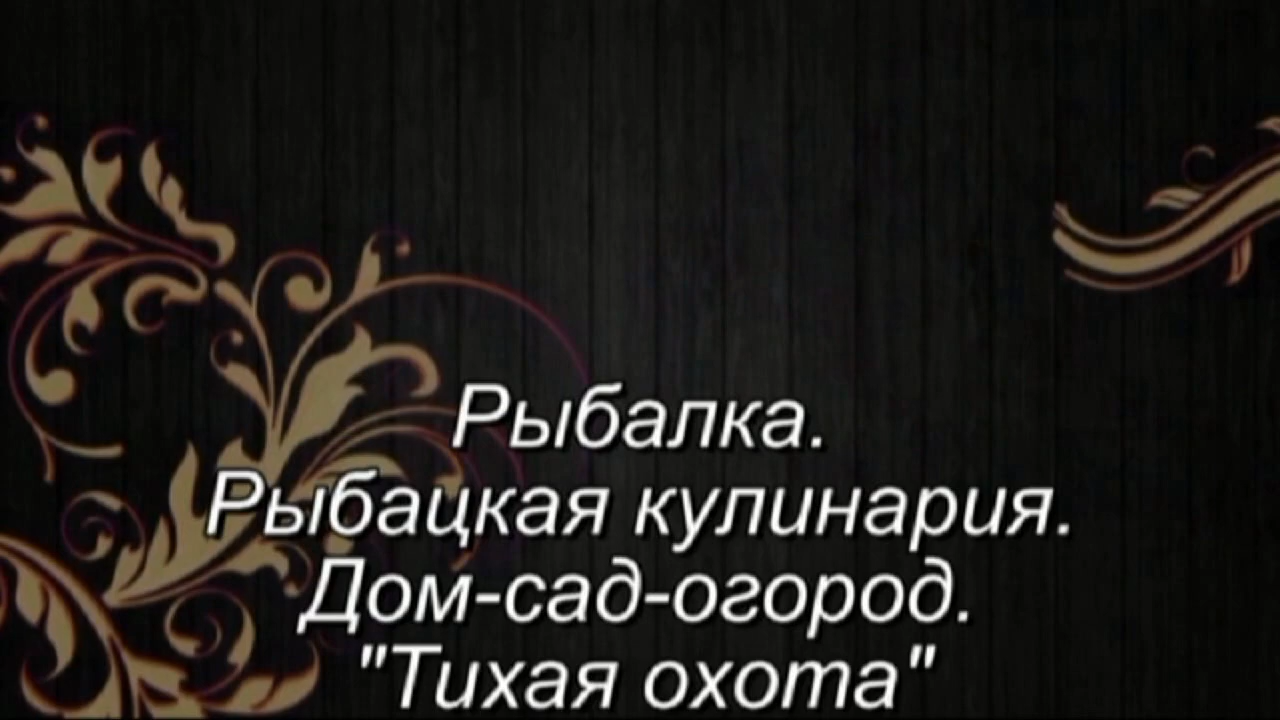 Рыбалка.
Рыбацкая кулинария.
Дом-сад-огород.
"Тихая охота"